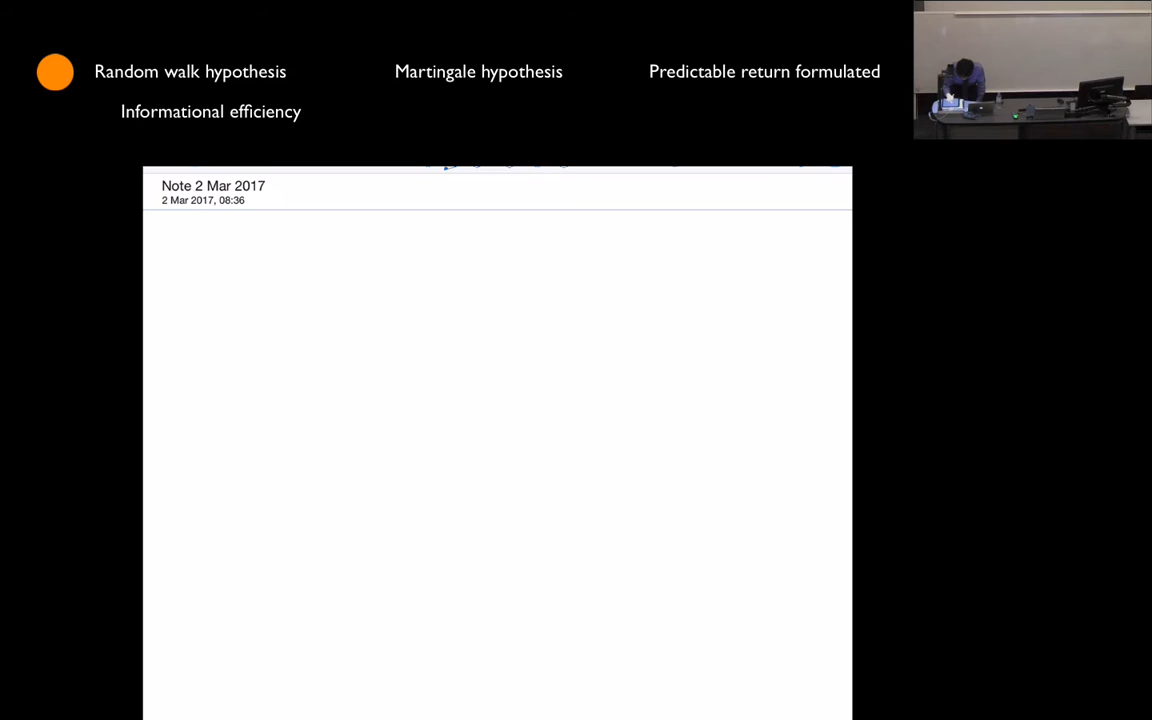 Random walk hypothesis Martingale hypothesis Predictable return formulated
Informational efficiency
Note 2 Mar 2017
2 Mar 2017, 08:36